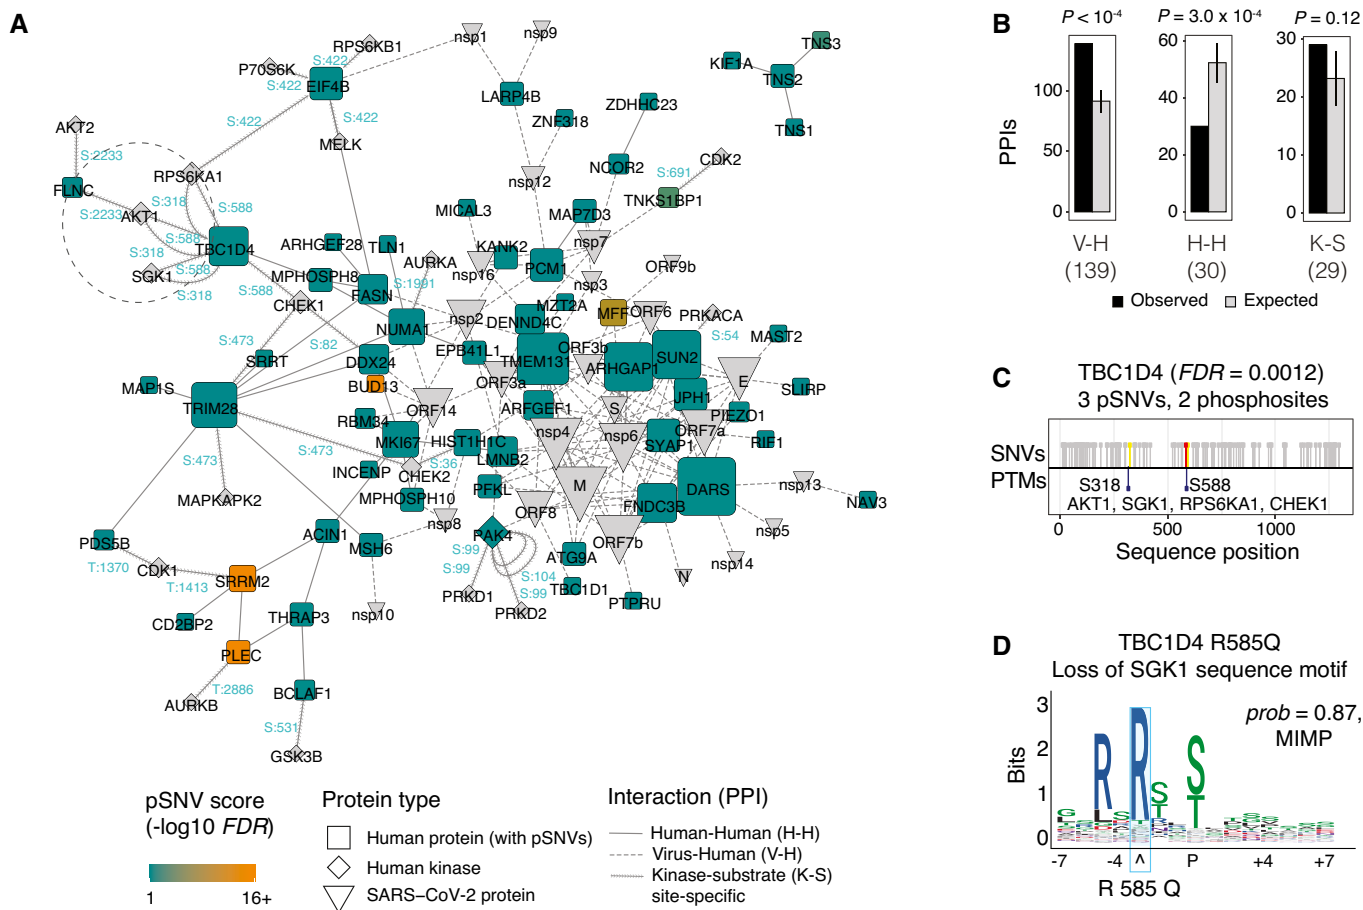 A
nsp1
nsp9
RPS6KB1
S:422
P70S6K
S:422
EIF4B
TNS3
KIF1A
TNS2
TNS1
LARP4B
ZDHHC23
ZNF318
AKT2
S:422
S:422
MELK
S:2233
RPS6KA1
NCOR2
CDK2
nsp12
S:691
FLNC
S:318
S:588
TNKS1BP1
S:2233
AKT1
MICAL3
MAP7D3
S:588
TBC1D4
S:318
ARHGEF28
TLN1
KANK2
nsp7
SGK1
S:588
AURKA
nsp16
PCM1
ORF9b
MPHOSPH8
S:318
S:588
FASN
S:1991
nsp3
CHEK1
MZT2A
MFF
ORF6
PRKACA
nsp2
DENND4C
NUMA1
S:54
MAST2
S:473
S:82
EPB41L1
ORF3b
SUN2
SRRT
DDX24
TMEM131
ARHGAP1
MAP1S
BUD13
ORF3a
E
SLIRP
TRIM28
ORF14
ARFGEF1
S
JPH1
PIEZO1
RBM34
nsp4
nsp6
ORF7a
RIF1
MKI67
HIST1H1C
SYAP1
S:473
S:473
S:36
LMNB2
INCENP
CHEK2
DARS
nsp13
MAPKAPK2
MPHOSPH10
PFKL
M
FNDC3B
NAV3
nsp8
ORF8
nsp5
ACIN1
PAK4
ORF7b
PDS5B
MSH6
S:99
ATG9A
nsp14
T:1370
CDK1
S:99
S:104
N
T:1413
SRRM2
S:99
TBC1D1
PRKD1
PRKD2
PTPRU
CD2BP2
THRAP3
nsp10
PLEC
T:2886
BCLAF1
AURKB
S:531
GSK3B
pSNV score
(-log10 FDR)
1
16+
Protein type
Human protein (with pSNVs)
Human kinase
SARS–CoV-2 protein
Interaction (PPI)
Human-Human (H-H)
Virus-Human (V-H)
Kinase-substrate (K-S)
site-specific
B
P < 10⁻⁴
P = 3.0 x 10⁻⁴
P = 0.12
PPIs
100
50
0
60
40
20
0
30
20
10
0
V-H
(139)
H-H
(30)
K-S
(29)
Observed
Expected
C
TBC1D4 (FDR = 0.0012)
3 pSNVs, 2 phosphosites
SNVs
PTMs
S318
S588
AKT1, SGK1, RPS6KA1, CHEK1
0
500
1000
Sequence position
D
TBC1D4 R585Q
Loss of SGK1 sequence motif
prob = 0.87,
MIMP
Bits
3
2
1
0
-7
-4
^
P
+4
+7
R 585 Q